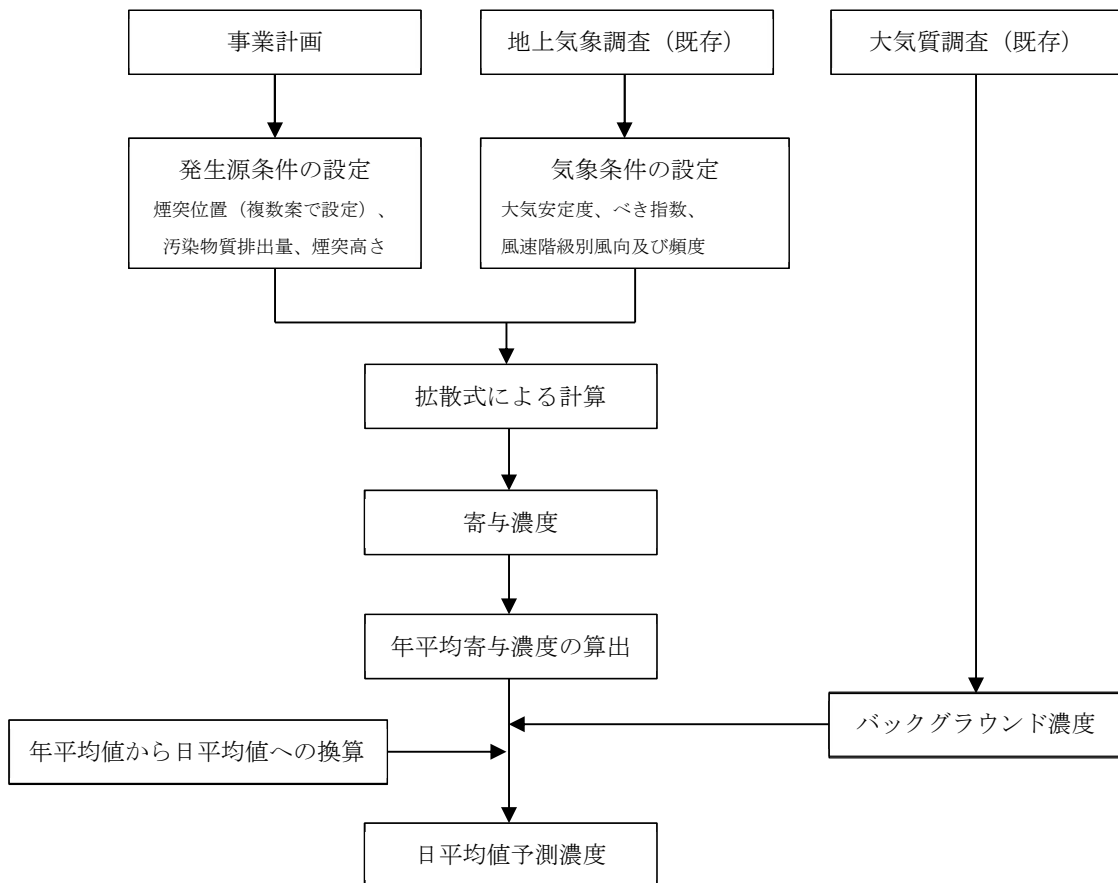 事業計画
地上気象調査（既存）
大気質調査（既存）
発生源条件の設定
煙突位置（複数案で設定）、
汚染物質排出量、煙突高さ
気象条件の設定
大気安定度、べき指数、
風速階級別風向及び頻度
拡散式による計算
寄与濃度
年平均寄与濃度の算出
バックグラウンド濃度
年平均値から日平均値への換算
日平均値予測濃度